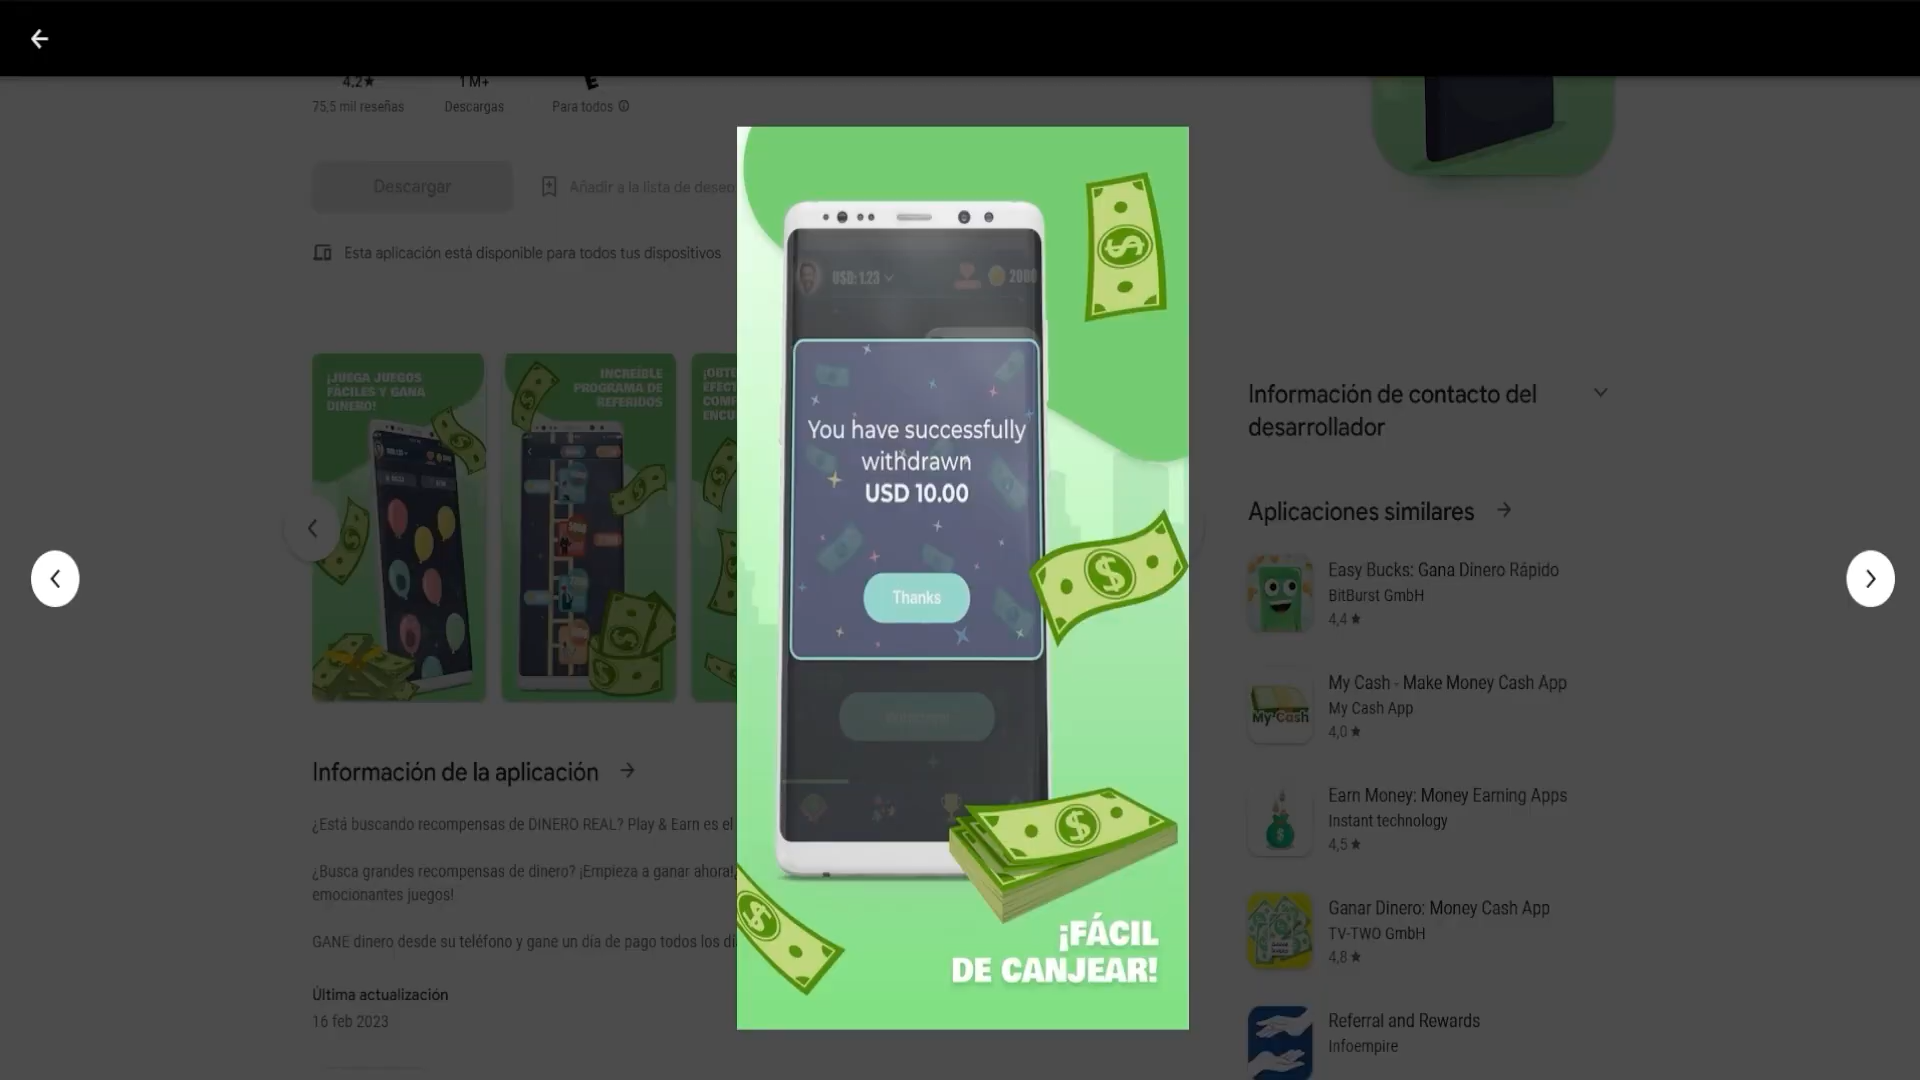 4,2★
1 M+
75,5 mil reseñas
Descargas
Para todos
Descargar
Añadir a la lista de deseo
Esta aplicación está disponible para todos tus dispositivos
¡JUEGA JUEGOS
FÁCILES Y GANA
DINERO!
INCREÍBLE
PROGRAMA DE
REFERIDOS
¡OBT
EFECT
COMP
ENCU
USD: 1.23
2000
You have successfully
withdrawn
USD 10.00
Thanks
¡FÁCIL
DE CANJEAR!
Información de la aplicación
¿Está buscando recompensas de DINERO REAL? Play & Earn es el
¿Busca grandes recompensas de dinero? ¡Empieza a ganar ahora!
emocionantes juegos!
GANE dinero desde su teléfono y gane un día de pago todos los di
Última actualización
16 feb 2023
Información de contacto del
desarrollador
Aplicaciones similares
Easy Bucks: Gana Dinero Rápido
BitBurst GmbH
4,4★
My Cash
My Cash - Make Money Cash App
My Cash App
4,0★
Earn Money: Money Earning Apps
Instant technology
4,5★
Ganar Dinero: Money Cash App
TV-TWO GmbH
4,8★
Referral and Rewards
Infoempire